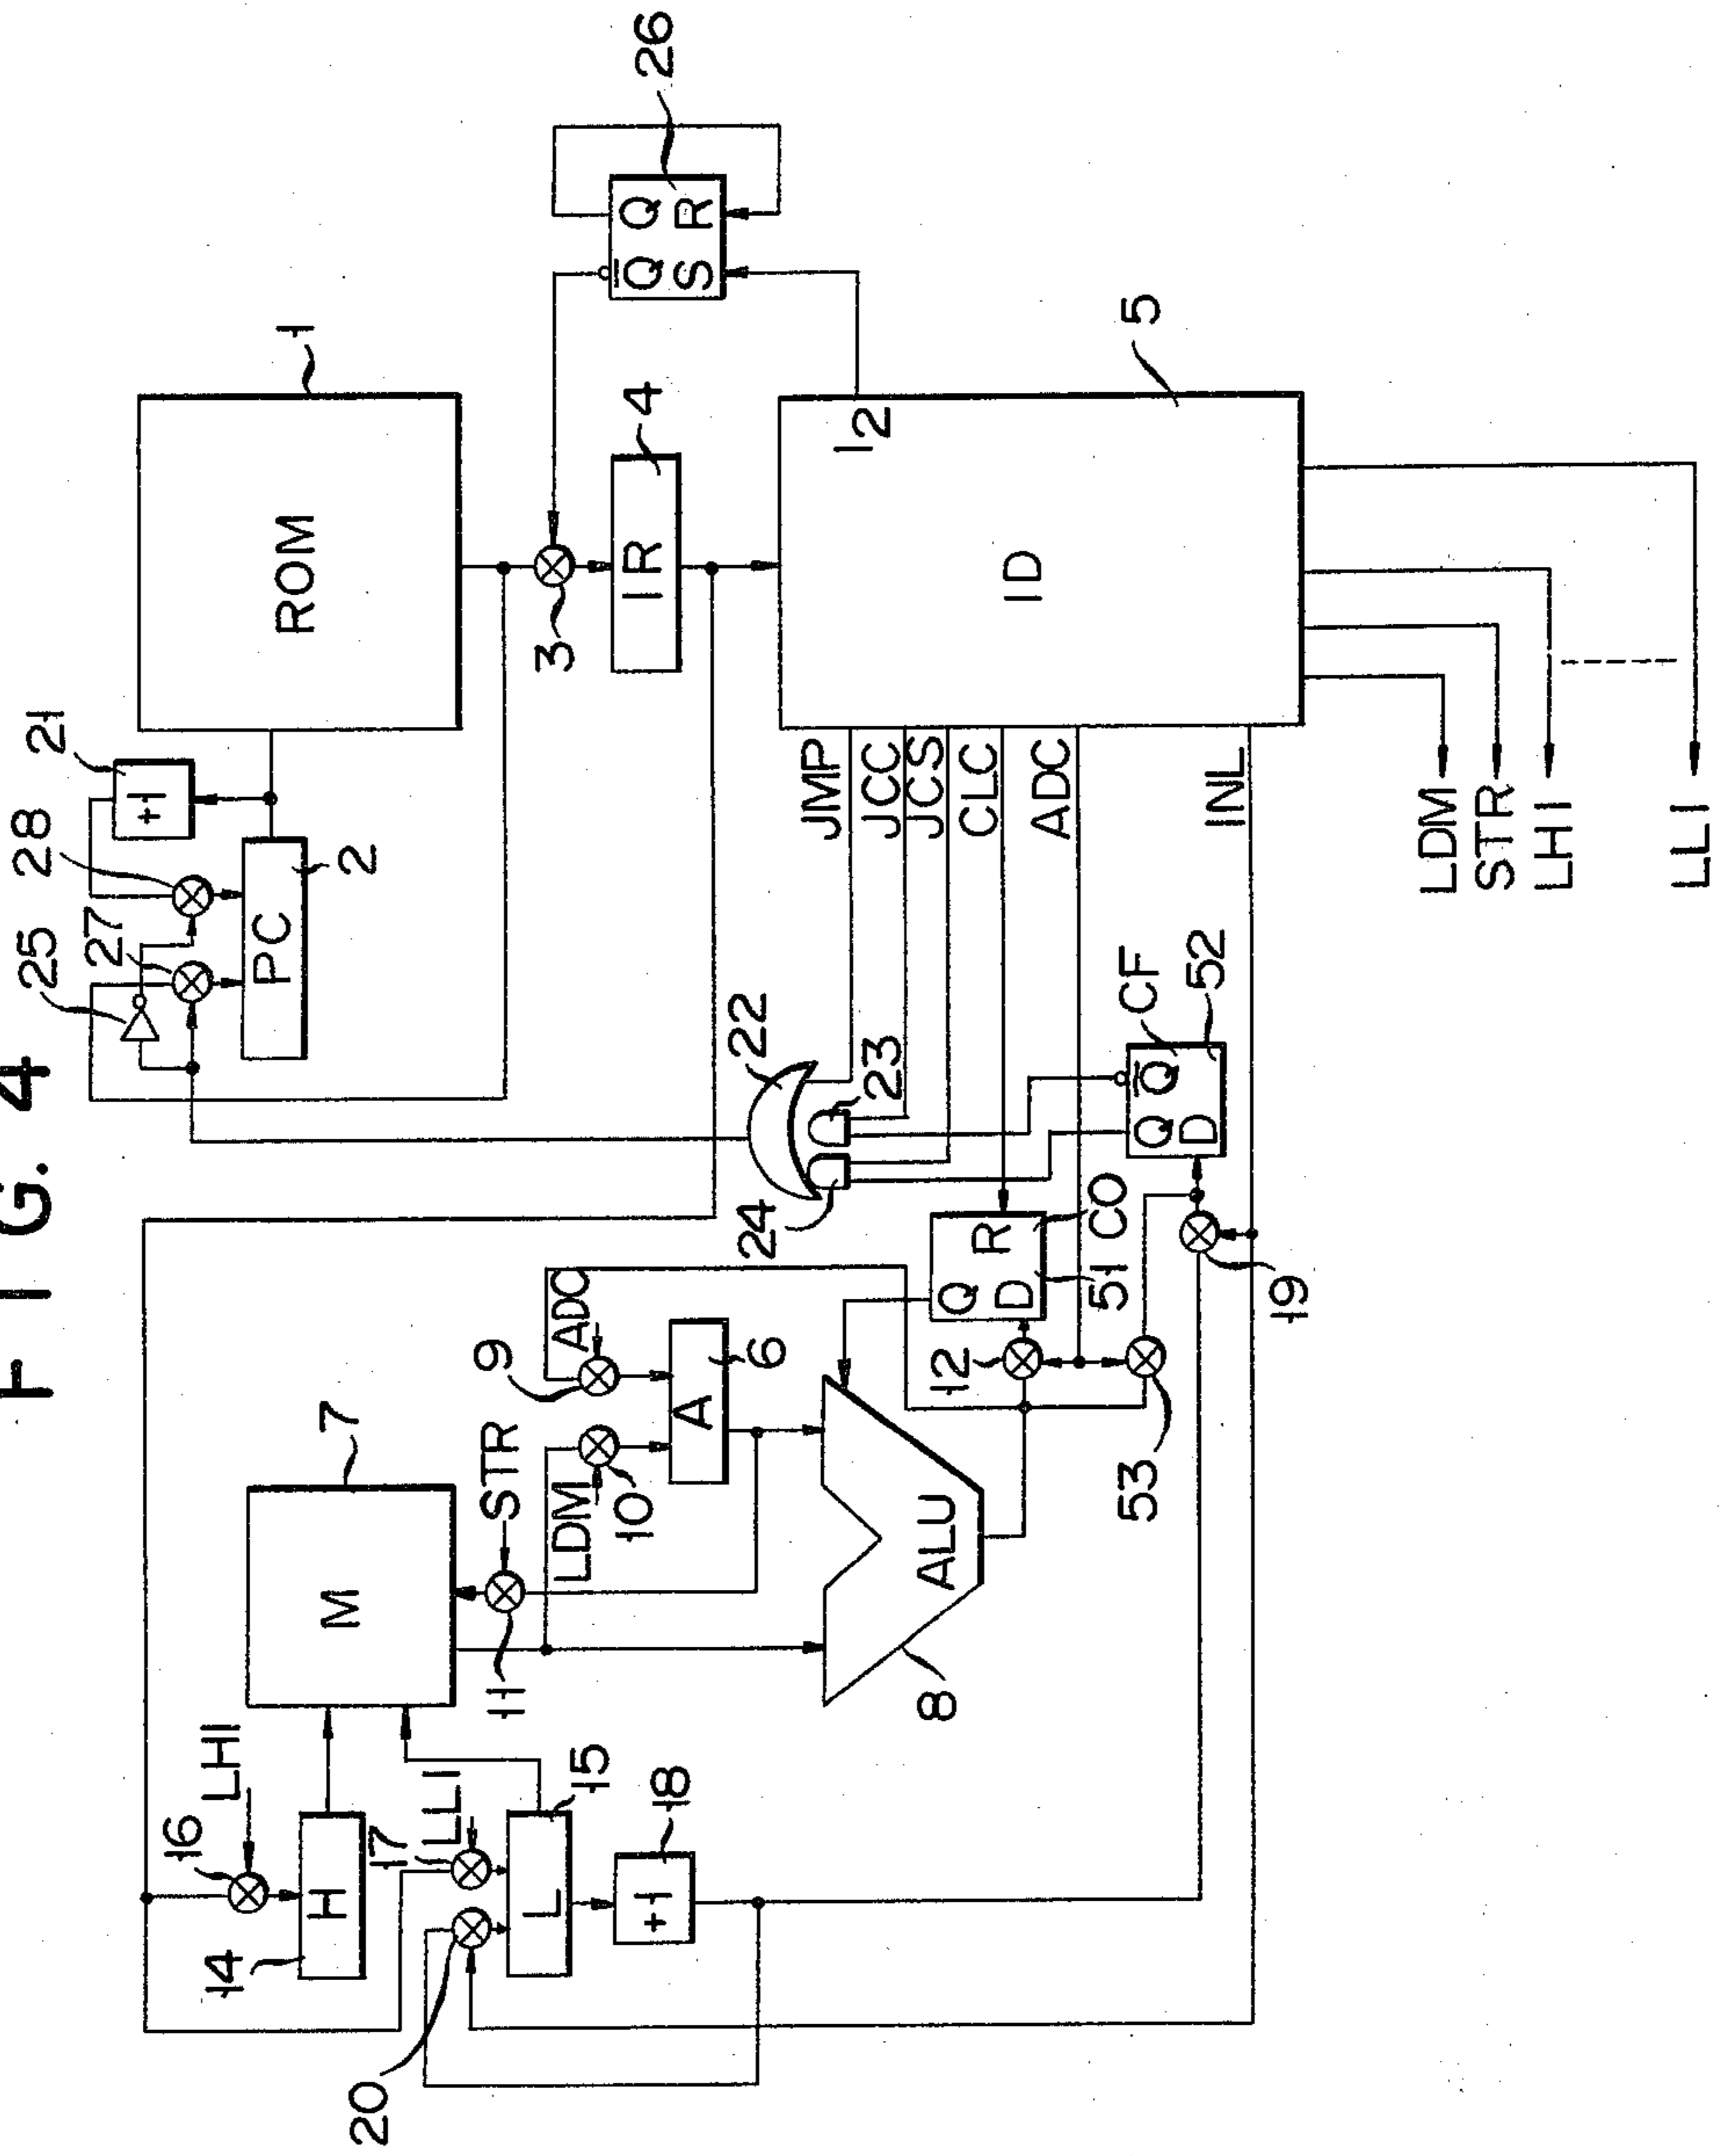 FIG. 4
20
14
16
LHI
H
17
LLI
L
15
+1
18
M
7
11
STR
LDM
10
9
ADC
A
6
ALU
8
12
53
Q
R
D
51
CO
19
24
22
23
CF
Q
Q̅
D
52
25
27
28
21
+1
PC
2
ROM
1
3
IR
4
Q̅
Q
S
R
26
I2
ID
5
JMP
JCC
JCS
CLC
ADC
INL
LDM
STR
LHI
LLI